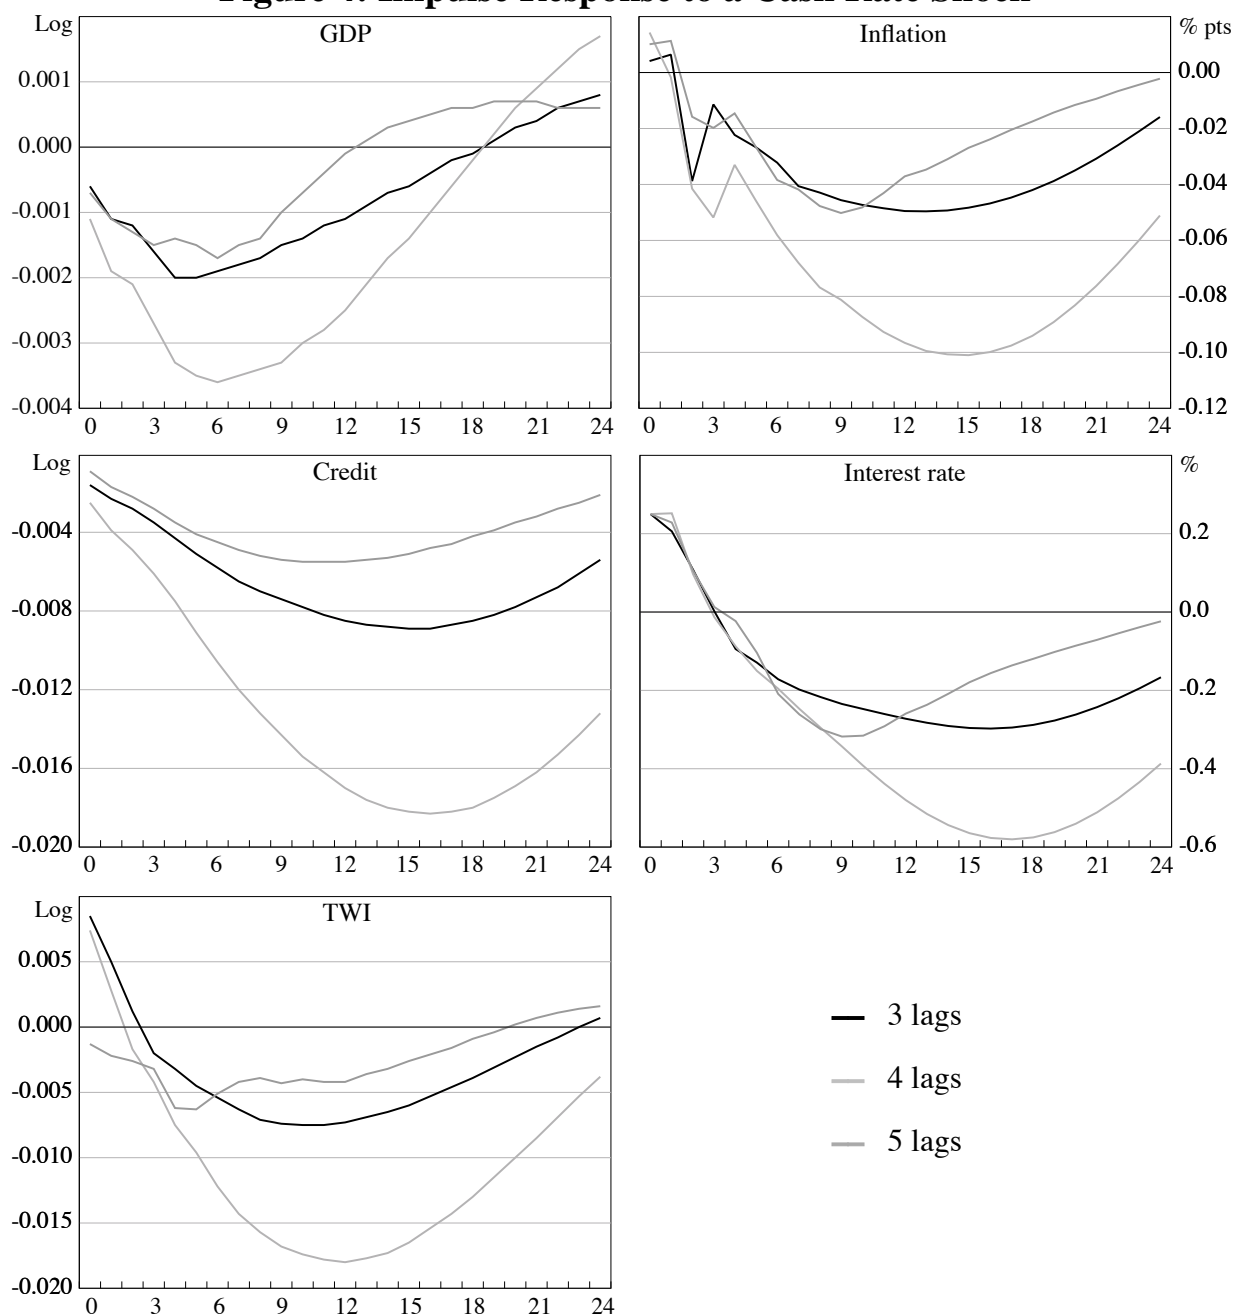 Figure 4: Impulse Response to a Cash Rate Shock
Log GDP
0.001
0.000
-0.001
-0.002
-0.003
-0.004
0 3 6 9 12 15 18 21 24
Inflation % pts
0.00
-0.02
-0.04
-0.06
-0.08
-0.10
-0.12
0 3 6 9 12 15 18 21 24
Log Credit
-0.004
-0.008
-0.012
-0.016
-0.020
0 3 6 9 12 15 18 21 24
Interest rate %
0.2
0.0
-0.2
-0.4
-0.6
0 3 6 9 12 15 18 21 24
Log TWI
0.005
0.000
-0.005
-0.010
-0.015
-0.020
0 3 6 9 12 15 18 21 24
3 lags
4 lags
5 lags